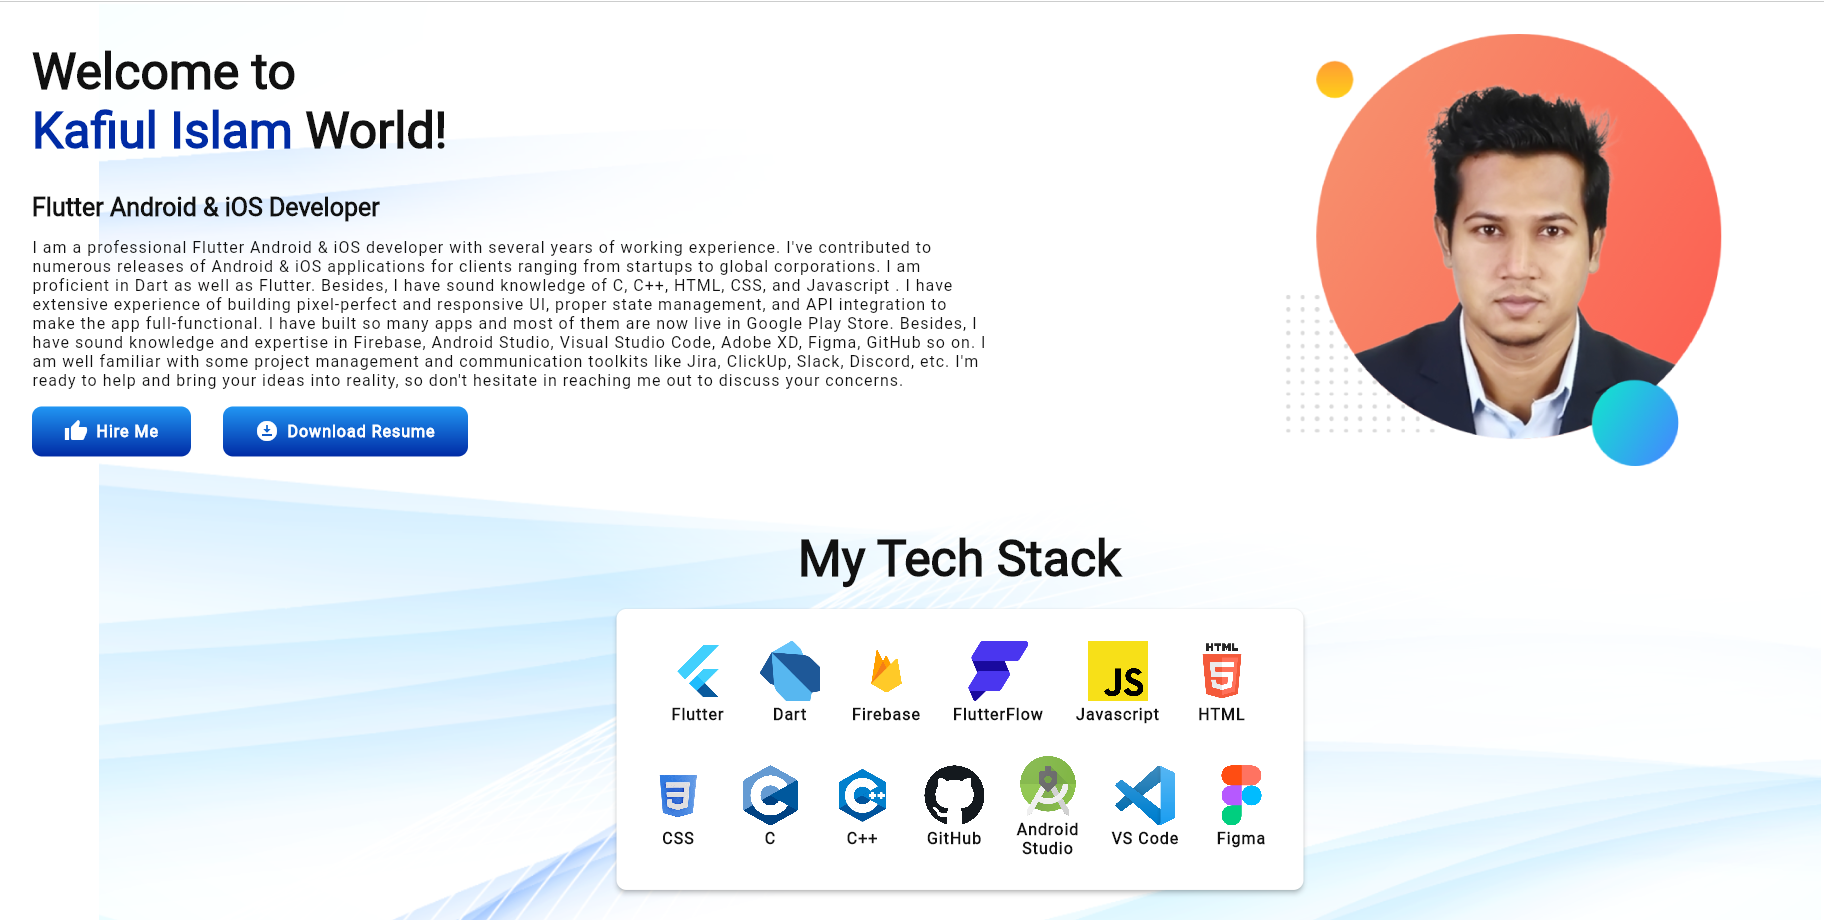 Welcome to
Kafiul Islam World!
Flutter Android & iOS Developer
I am a professional Flutter Android & iOS developer with several years of working experience. I've contributed to
numerous releases of Android & iOS applications for clients ranging from startups to global corporations. I am
proficient in Dart as well as Flutter. Besides, I have sound knowledge of C, C++, HTML, CSS, and Javascript . I have
extensive experience of building pixel-perfect and responsive UI, proper state management, and API integration to
make the app full-functional. I have built so many apps and most of them are now live in Google Play Store. Besides, I
have sound knowledge and expertise in Firebase, Android Studio, Visual Studio Code, Adobe XD, Figma, GitHub so on. I
am well familiar with some project management and communication toolkits like Jira, ClickUp, Slack, Discord, etc. I'm
ready to help and bring your ideas into reality, so don't hesitate in reaching me out to discuss your concerns.
Hire Me
Download Resume
My Tech Stack
JS
HTML
5
Flutter
Dart
Firebase
FlutterFlow
Javascript
HTML
3
C
C++
CSS
C
C++
GitHub
Android
Studio
VS Code
Figma